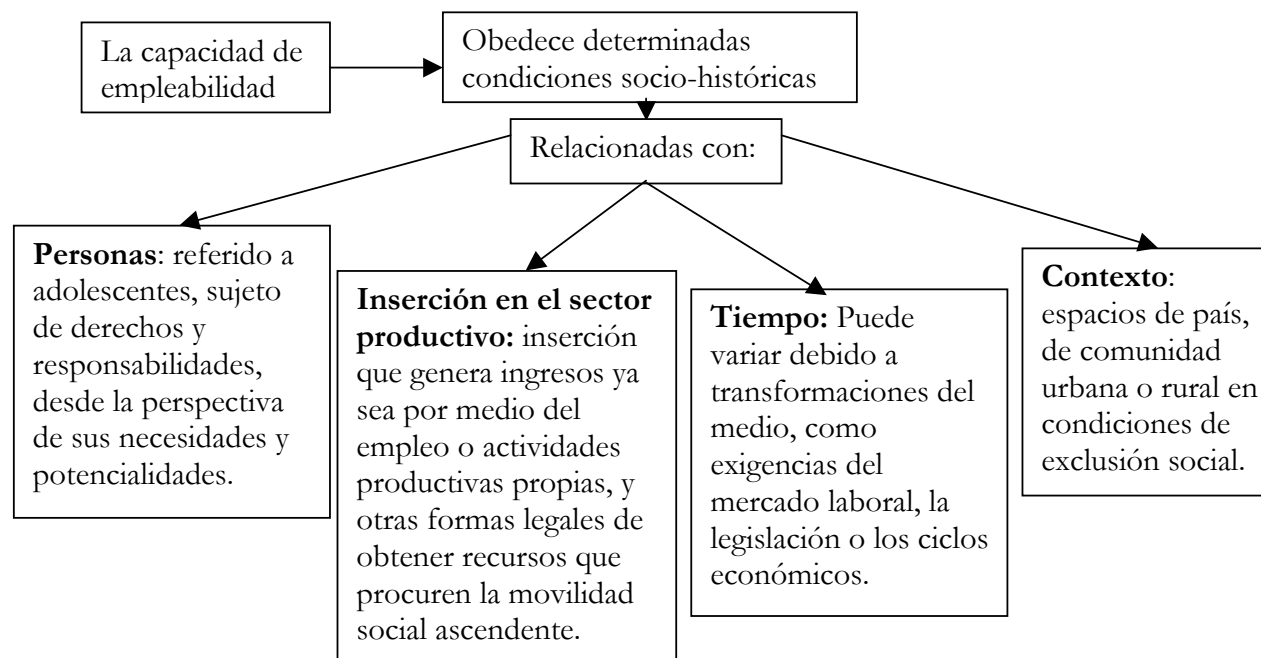 La capacidad de
empleabilidad
Obedece determinadas
condiciones socio-históricas
Relacionadas con:
Personas: referido a
adolescentes, sujeto
de derechos y
responsabilidades,
desde la perspectiva
de sus necesidades y
potencialidades.
Inserción en el sector
productivo: inserción
que genera ingresos ya
sea por medio del
empleo o actividades
productivas propias, y
otras formas legales de
obtener recursos que
procuren la movilidad
social ascendente.
Tiempo: Puede
variar debido a
transformaciones del
medio, como
exigencias del
mercado laboral, la
legislación o los ciclos
económicos.
Contexto:
espacios de país,
de comunidad
urbana o rural en
condiciones de
exclusión social.